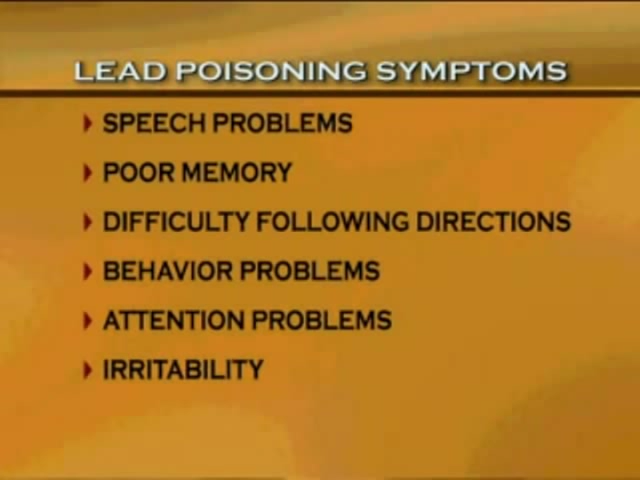 LEAD POISONING SYMPTOMS
SPEECH PROBLEMS
POOR MEMORY
DIFFICULTY FOLLOWING DIRECTIONS
BEHAVIOR PROBLEMS
ATTENTION PROBLEMS
IRRITABILITY